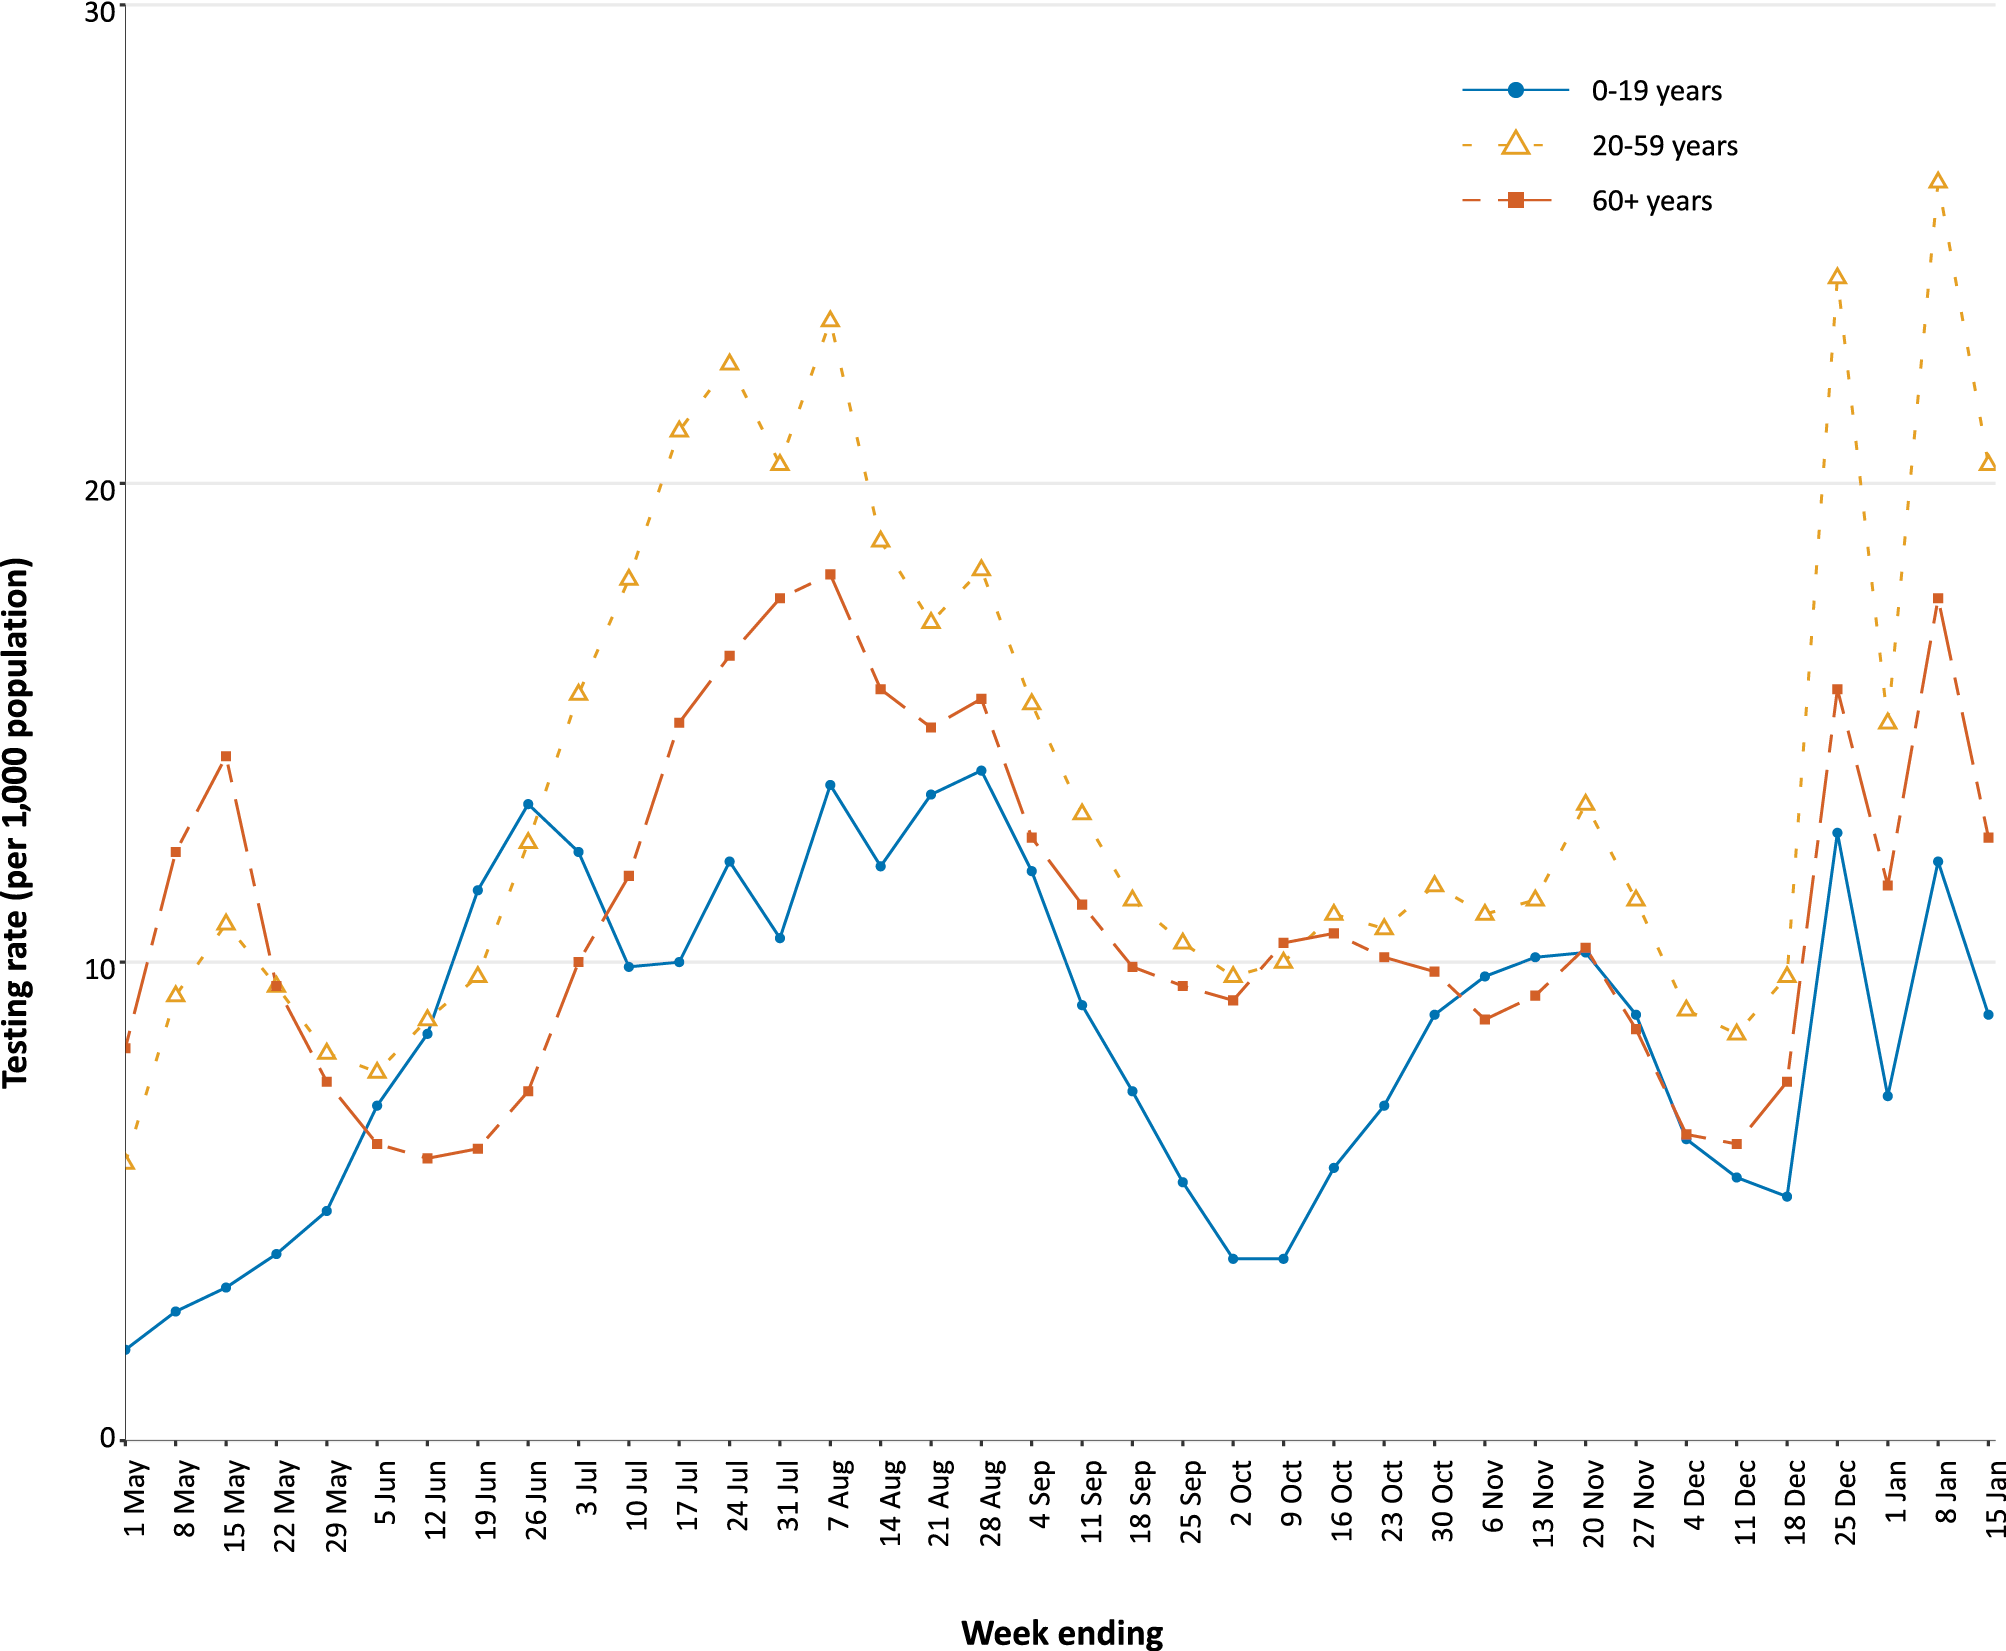 30
20
10
0
Testing rate (per 1,000 population)
0-19 years
20-59 years
60+ years
1 May
8 May
15 May
22 May
29 May
5 Jun
12 Jun
19 Jun
26 Jun
3 Jul
10 Jul
17 Jul
24 Jul
31 Jul
7 Aug
14 Aug
21 Aug
28 Aug
4 Sep
11 Sep
18 Sep
25 Sep
2 Oct
9 Oct
16 Oct
23 Oct
30 Oct
6 Nov
13 Nov
20 Nov
27 Nov
4 Dec
11 Dec
18 Dec
25 Dec
1 Jan
8 Jan
15 Jan
Week ending